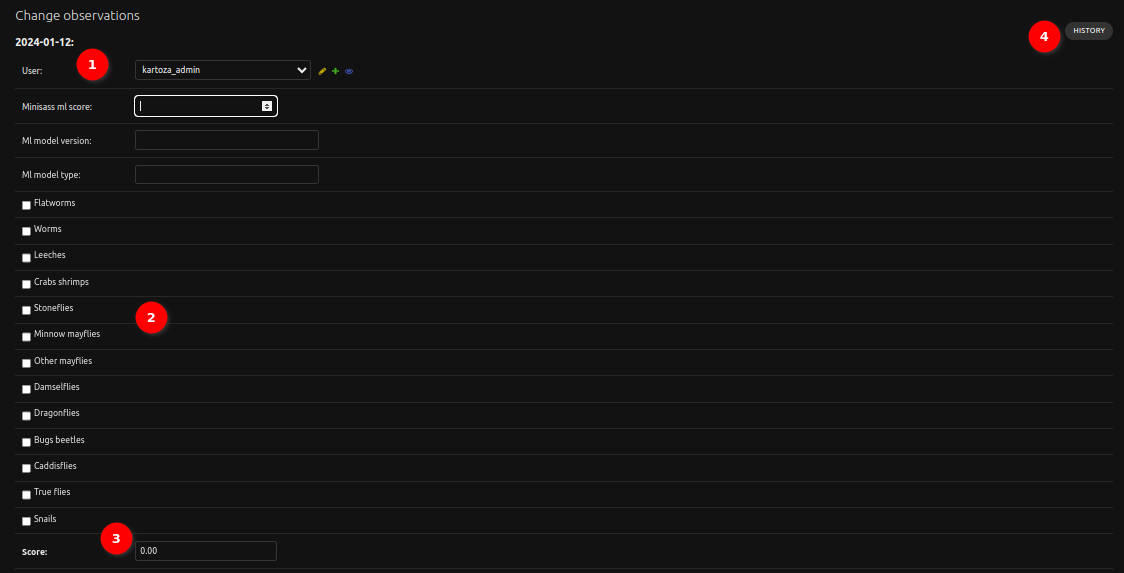 Change observations
4 HISTORY
2024-01-12:
User: 1 kartoza_admin
Minisass ml score:
Ml model version:
Ml model type:
Flatworms
Worms
Leeches
Crabs shrimps
Stoneflies
2
Minnow mayflies
Other mayflies
Damselflies
Dragonflies
Bugs beetles
Caddisflies
True flies
Snails
3
Score: 0.00